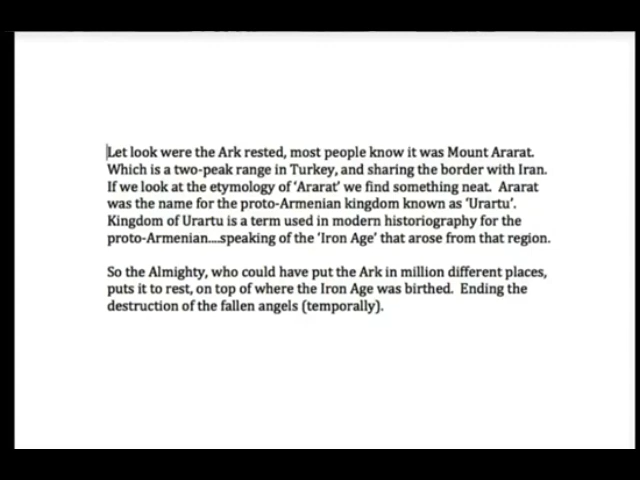 Let look were the Ark rested, most people know it was Mount Ararat.
Which is a two-peak range in Turkey, and sharing the border with Iran.
If we look at the etymology of ‘Ararat’ we find something neat.  Ararat
was the name for the proto-Armenian kingdom known as ‘Urartu’.
Kingdom of Urartu is a term used in modern historiography for the
proto-Armenian....speaking of the ‘Iron Age’ that arose from that region.
So the Almighty, who could have put the Ark in million different places,
puts it to rest, on top of where the Iron Age was birthed.  Ending the
destruction of the fallen angels (temporally).